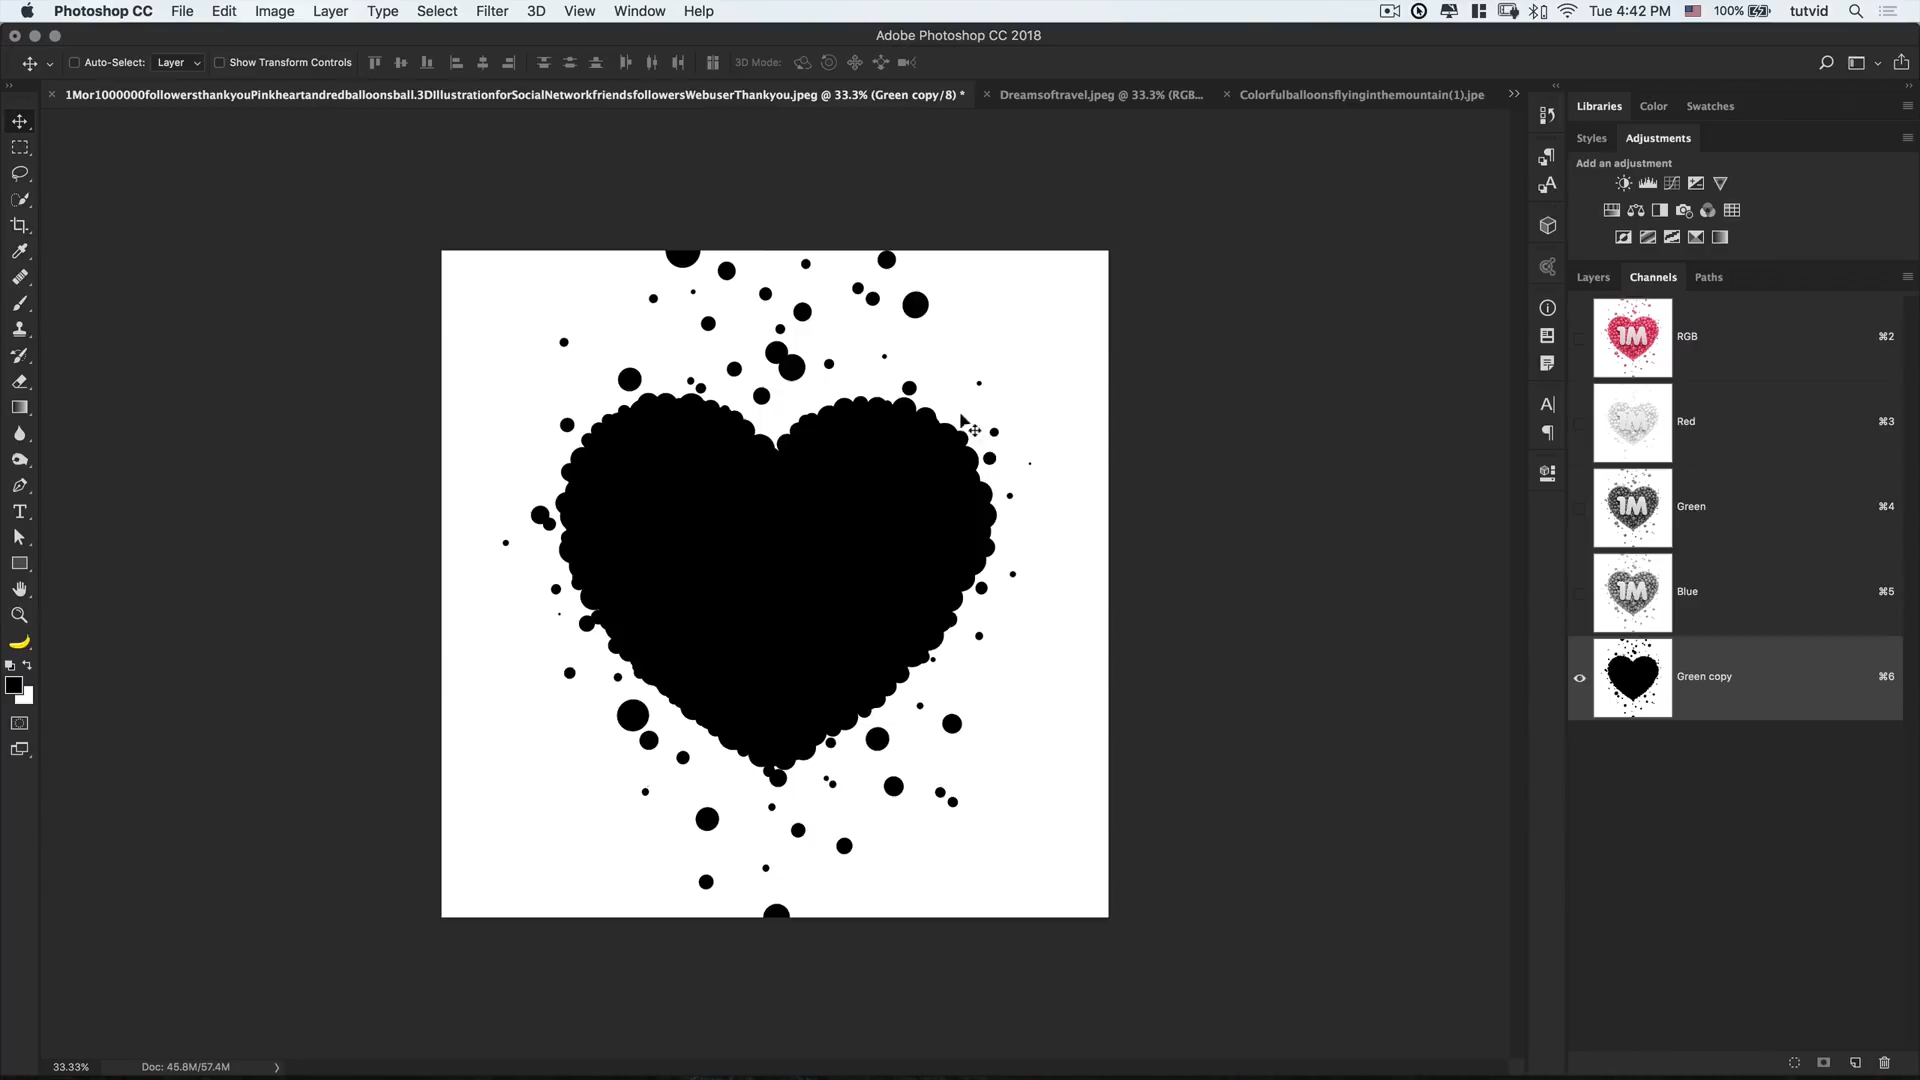 Photoshop CC File Edit Image Layer Type Select Filter 3D View Window Help Tue 4:42 PM 100% tutvid
Adobe Photoshop CC 2018
Auto-Select: Layer Show Transform Controls 3D Mode:
1Mor1000000followersthankyouPinkheartandredballoonsball.3DIllustrationforSocialNetworkfriendsfollowersWebuserThankyou.jpeg @ 33.3% (Green copy/8) * Dreamsoftravel.jpeg @ 33.3% (RGB... Colorfulballoonsflyinginthemountain(1).jpe
Libraries Color Swatches
Styles Adjustments
Add an adjustment
Layers Channels Paths
1M
RGB ⌘2
1M
Red ⌘3
1M
Green ⌘4
1M
Blue ⌘5
Green copy ⌘6
33.33% Doc: 45.8M/57.4M